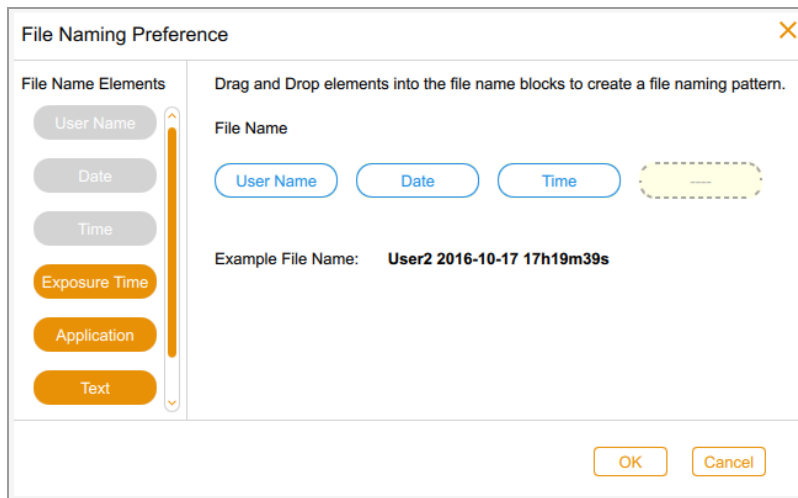 File Naming Preference
File Name Elements
User Name
Date
Time
Exposure Time
Application
Text
Drag and Drop elements into the file name blocks to create a file naming pattern.
File Name
User Name Date Time ----
Example File Name: User2 2016-10-17 17h19m39s
OK Cancel